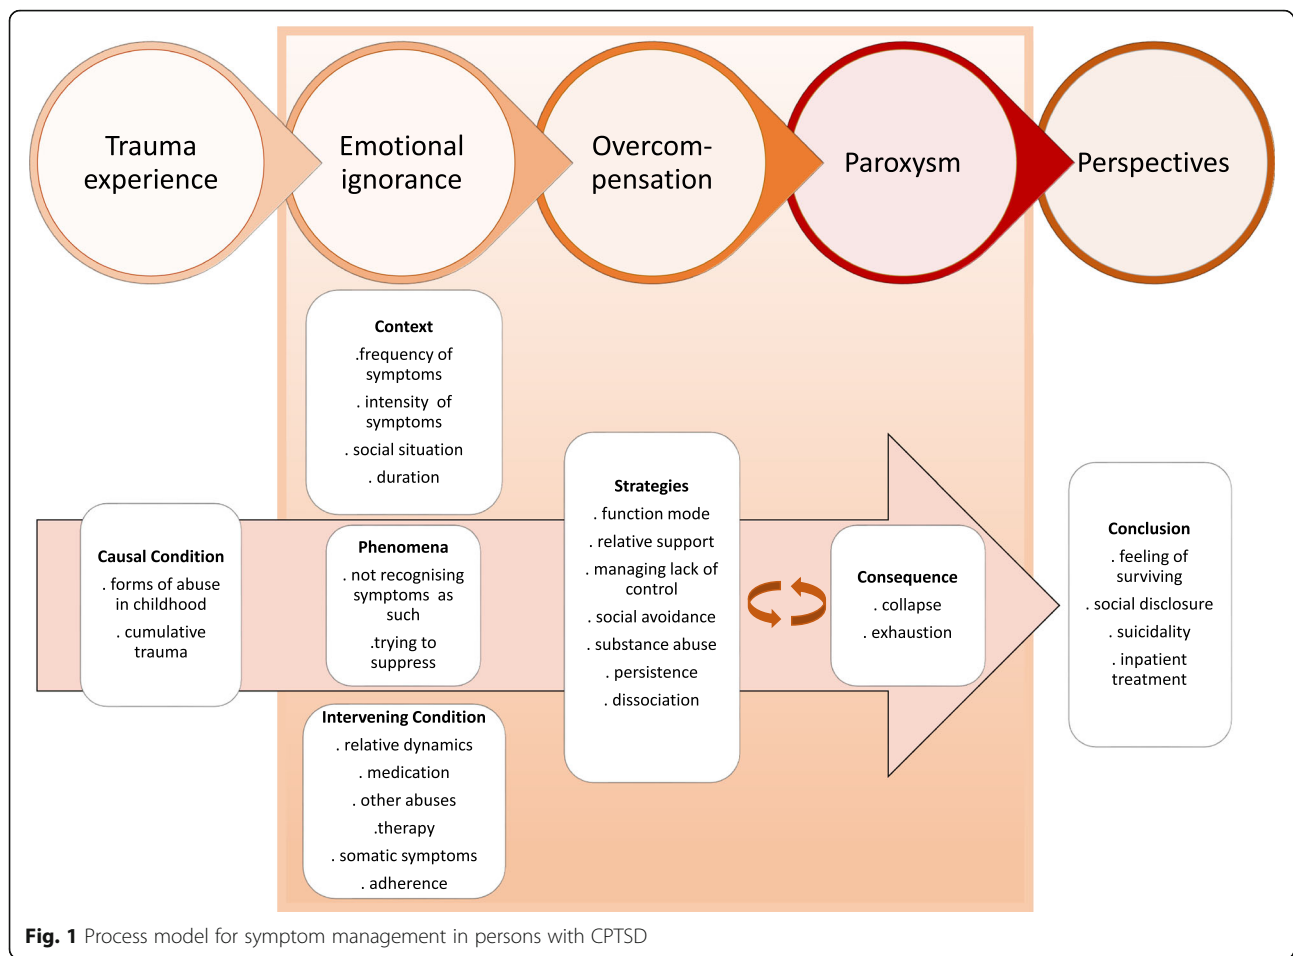 Trauma
experience
Emotional
ignorance
Overcom-
pensation
Paroxysm
Perspectives
Context
.frequency of
symptoms
. intensity of
symptoms
. social situation
. duration
Causal Condition
. forms of abuse
in childhood
. cumulative
trauma
Phenomena
. not recognising
symptoms as
such
.trying to
suppress
Intervening Condition
. relative dynamics
. medication
. other abuses
.therapy
. somatic symptoms
. adherence
Strategies
. function mode
. relative support
. managing lack of
control
. social avoidance
. substance abuse
. persistence
. dissociation
Consequence
. collapse
. exhaustion
Conclusion
. feeling of
surviving
. social disclosure
. suicidality
. inpatient
treatment
Fig. 1 Process model for symptom management in persons with CPTSD